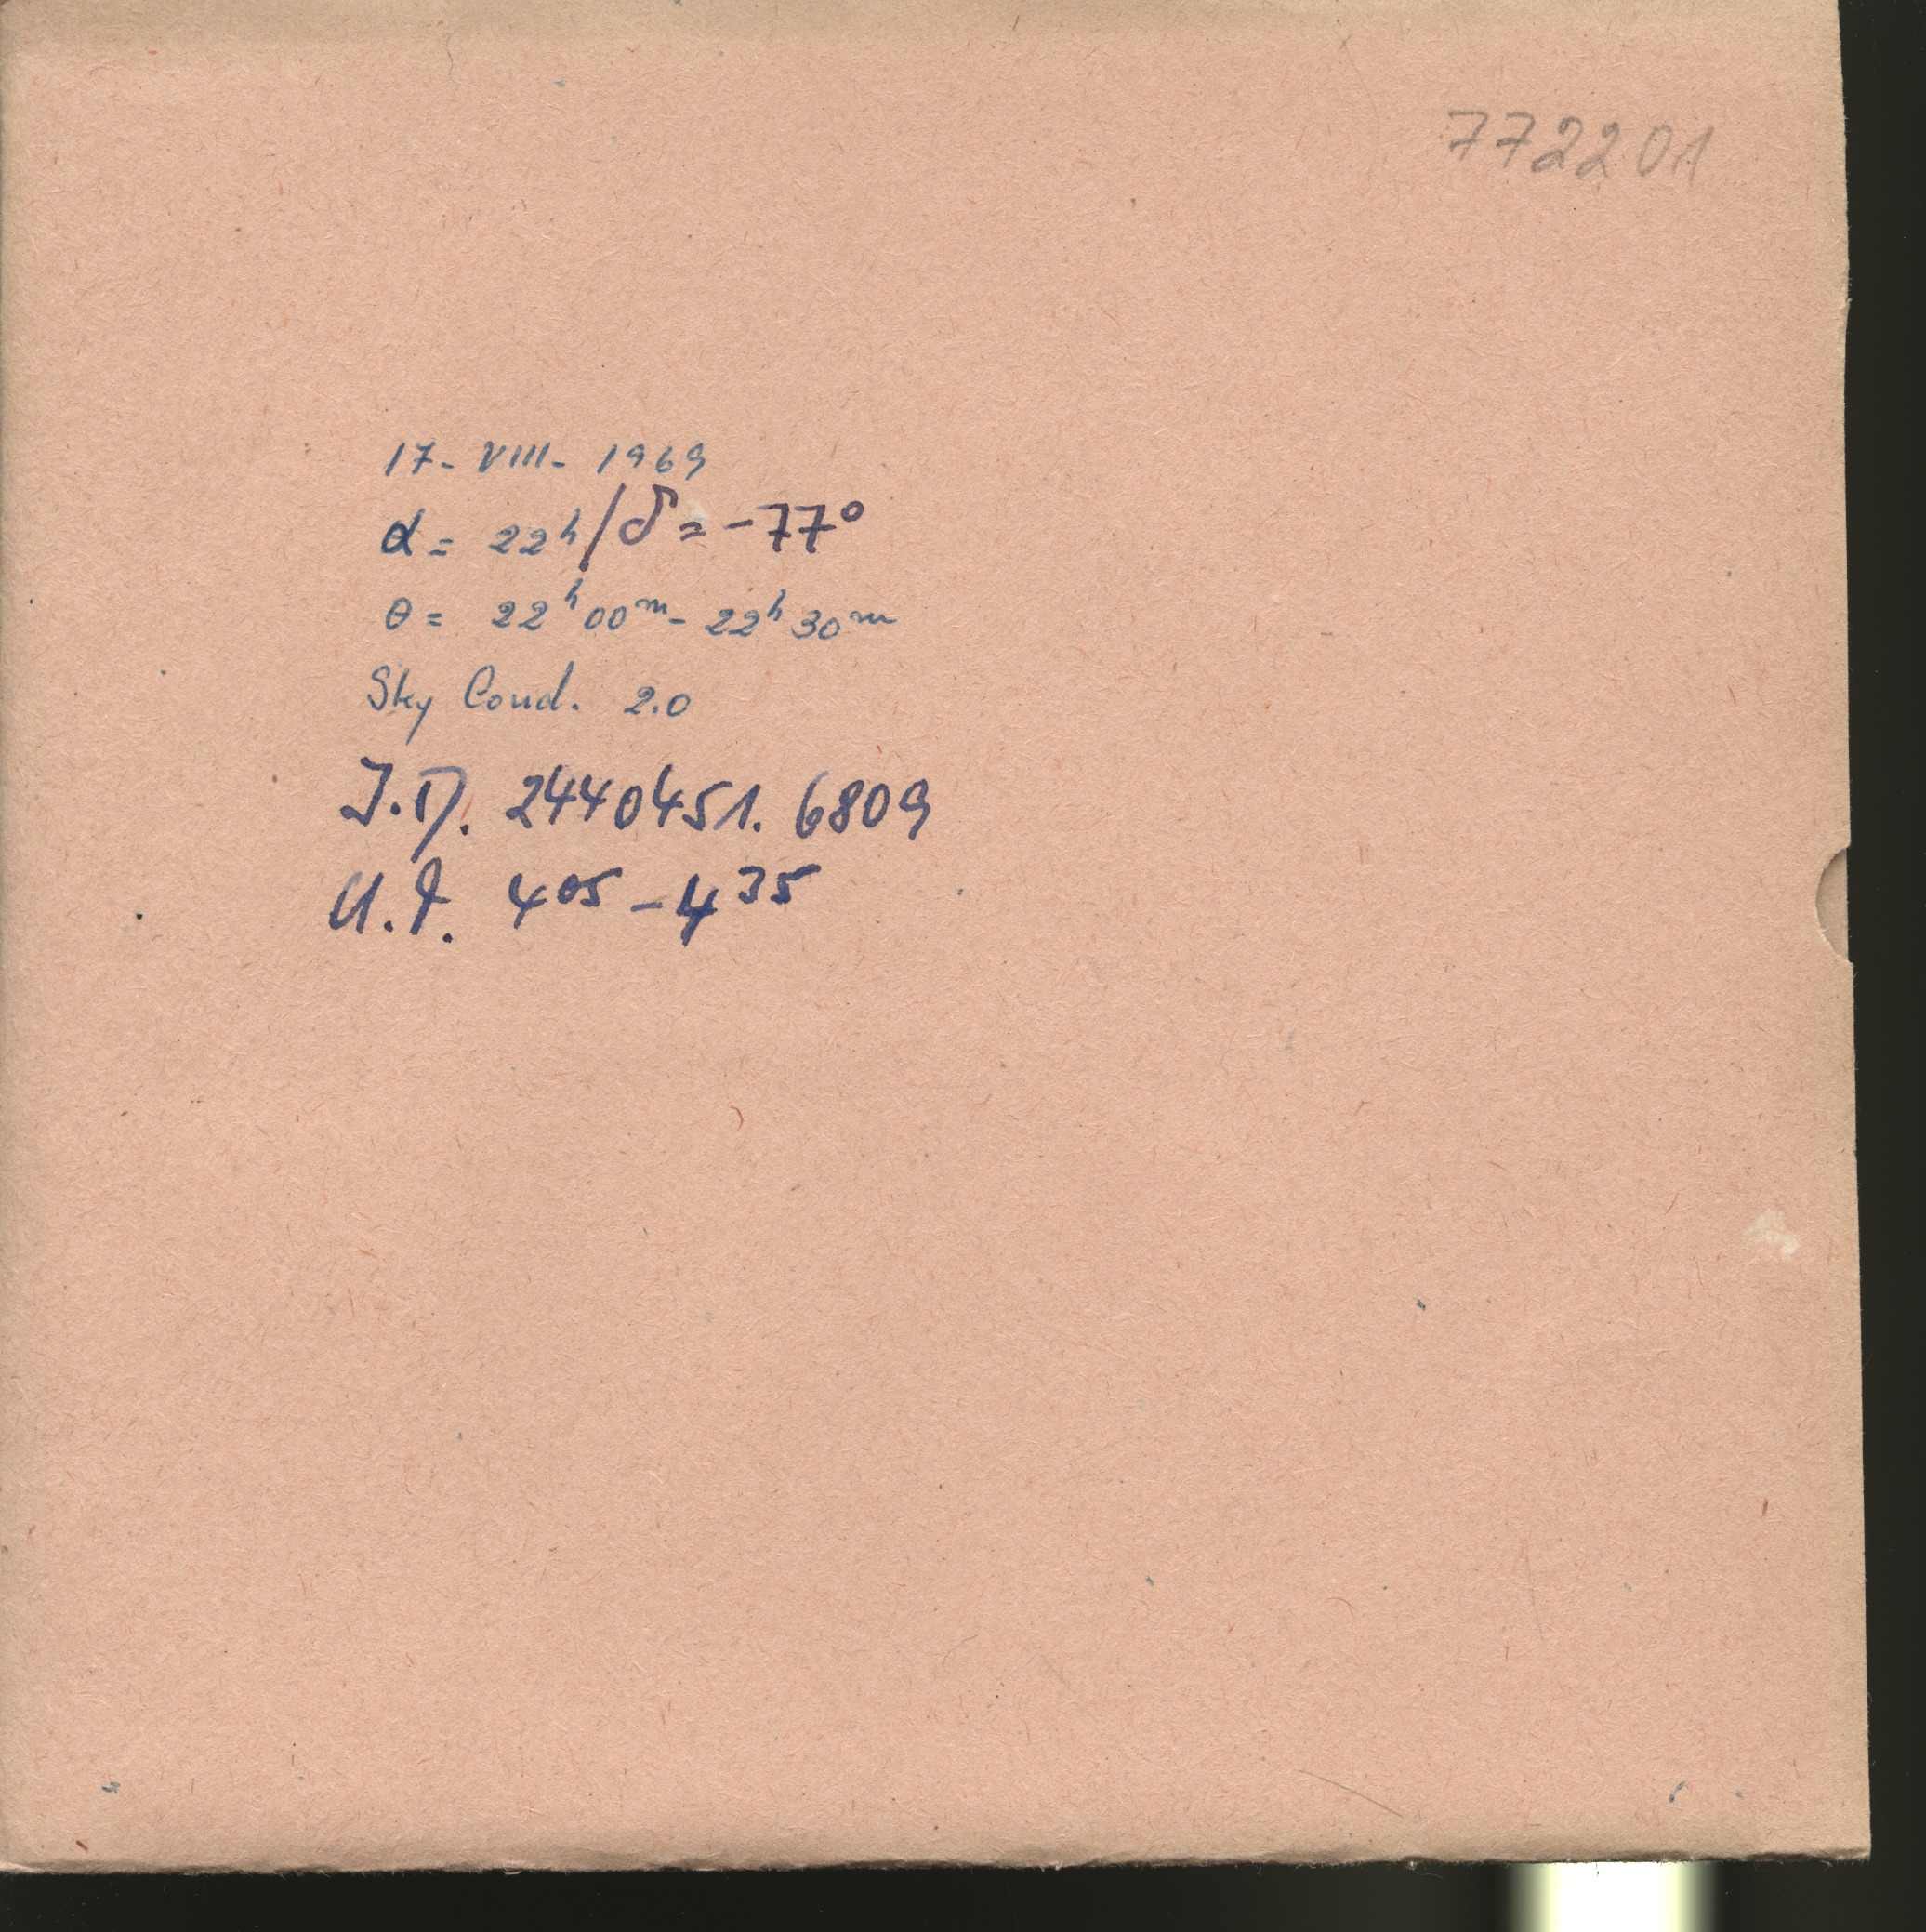 772201
17- VIII- 1969
α = 22ʰ/δ = -77°
θ = 22ʰ00ᵐ- 22ʰ30ᵐ
Sky Cond. 2.0
J.D. 2440451.6809
U.T. 4⁰⁵ - 4³⁵